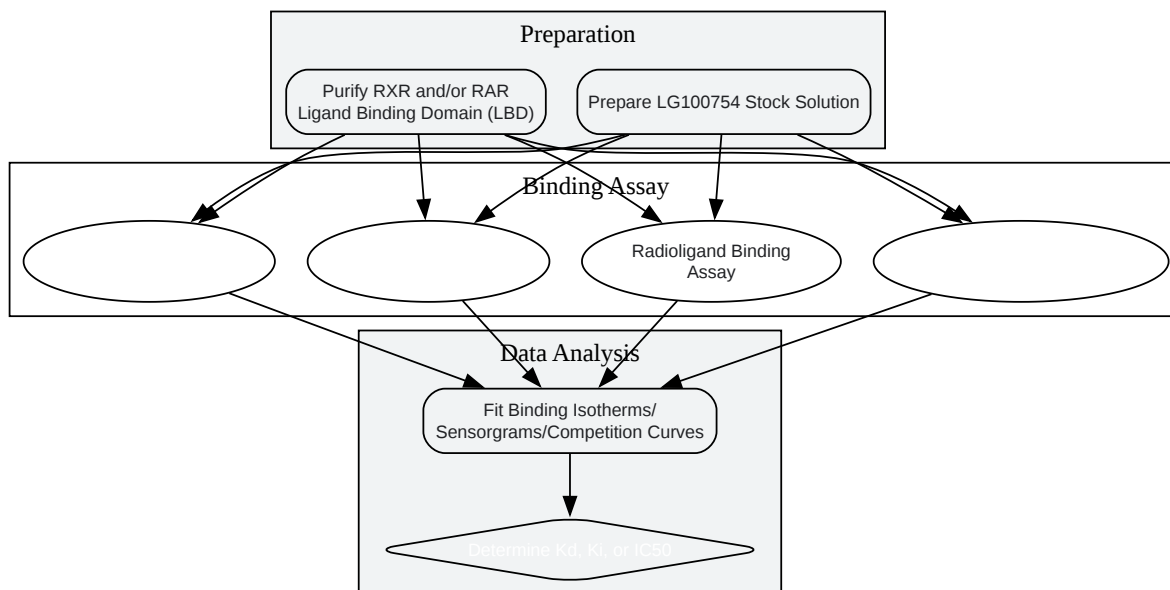 Preparation
Purify RXR and/or RAR
Ligand Binding Domain (LBD)
Prepare LG100754 Stock Solution
Binding Assay
Radioligand Binding
Assay
Data Analysis
Fit Binding Isotherms/
Sensorgrams/Competition Curves
Determine Kd, Ki, or IC50